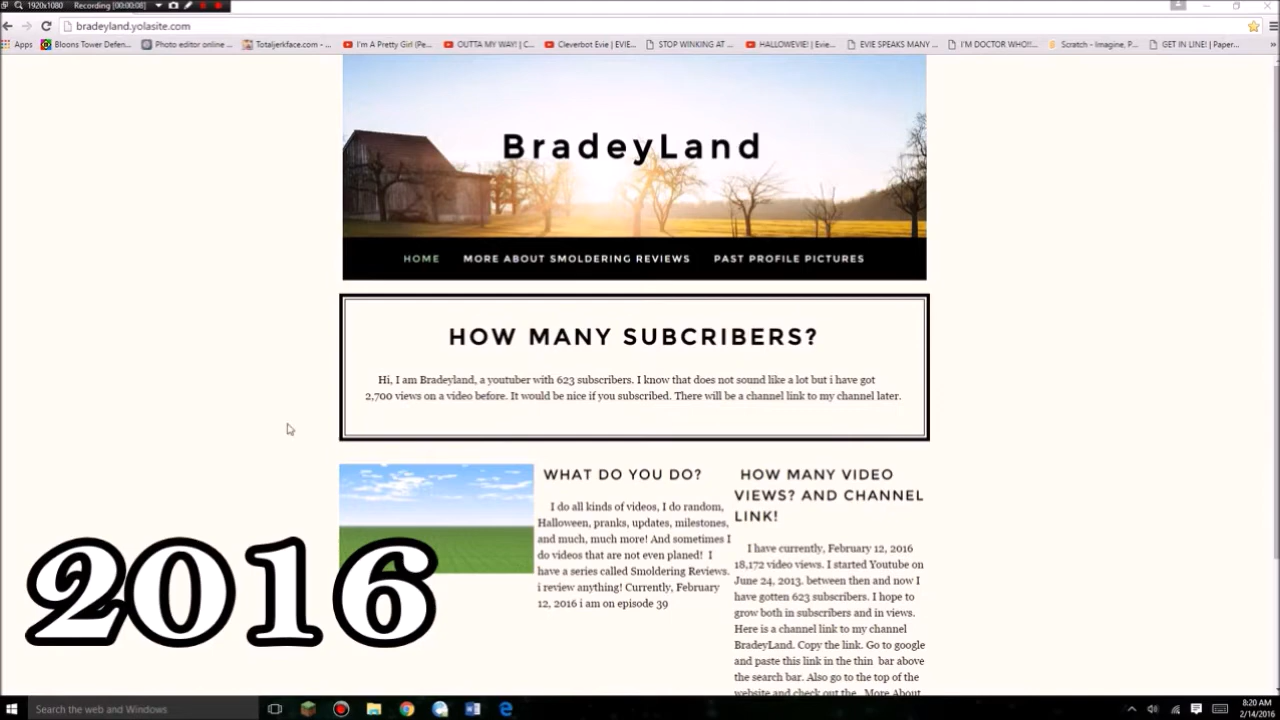 1920x1080 Recording [00:00:08]
bradeyland.yolasite.com
Apps Bloons Tower Defen... Photo editor online ... Totaljerkface.com - ... I'm A Pretty Girl (Pe... OUTTA MY WAY! | C... Cleverbot Evie | EVIE... STOP WINKING AT ... HALLOWEVIE! | Evie... EVIE SPEAKS MANY ... I'M DOCTOR WHO!:... Scratch - Imagine, P... GET IN LINE! | Paper... »
BradeyLand
HOME MORE ABOUT SMOLDERING REVIEWS PAST PROFILE PICTURES
HOW MANY SUBCRIBERS?
Hi, I am Bradeyland, a youtuber with 623 subscribers. I know that does not sound like a lot but i have got
2,700 views on a video before. It would be nice if you subscribed. There will be a channel link to my channel later.
WHAT DO YOU DO?
I do all kinds of videos, I do random,
Halloween, pranks, updates, milestones,
and much, much more! And sometimes I
do videos that are not even planed! I
have a series called Smoldering Reviews.
i review anything! Currently, February
12, 2016 i am on episode 39
HOW MANY VIDEO
VIEWS? AND CHANNEL
LINK!
I have currently, February 12, 2016
18,172 video views. I started Youtube on
June 24, 2013. between then and now I
have gotten 623 subscribers. I hope to
grow both in subscribers and in views.
Here is a channel link to my channel
BradeyLand. Copy the link. Go to google
and paste this link in the thin bar above
the search bar. Also go to the top of the
website and check out the More About
2016
Search the web and Windows
8:20 AM
2/14/2016